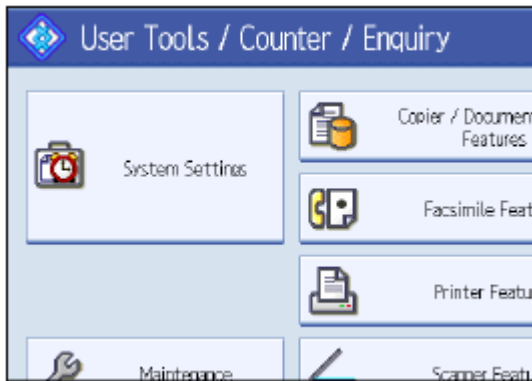 User Tools / Counter / Enquiry
System Settings
Copier / Documen
Features
Facsimile Feat
Printer Featu
Maintenance
Scanner Featu